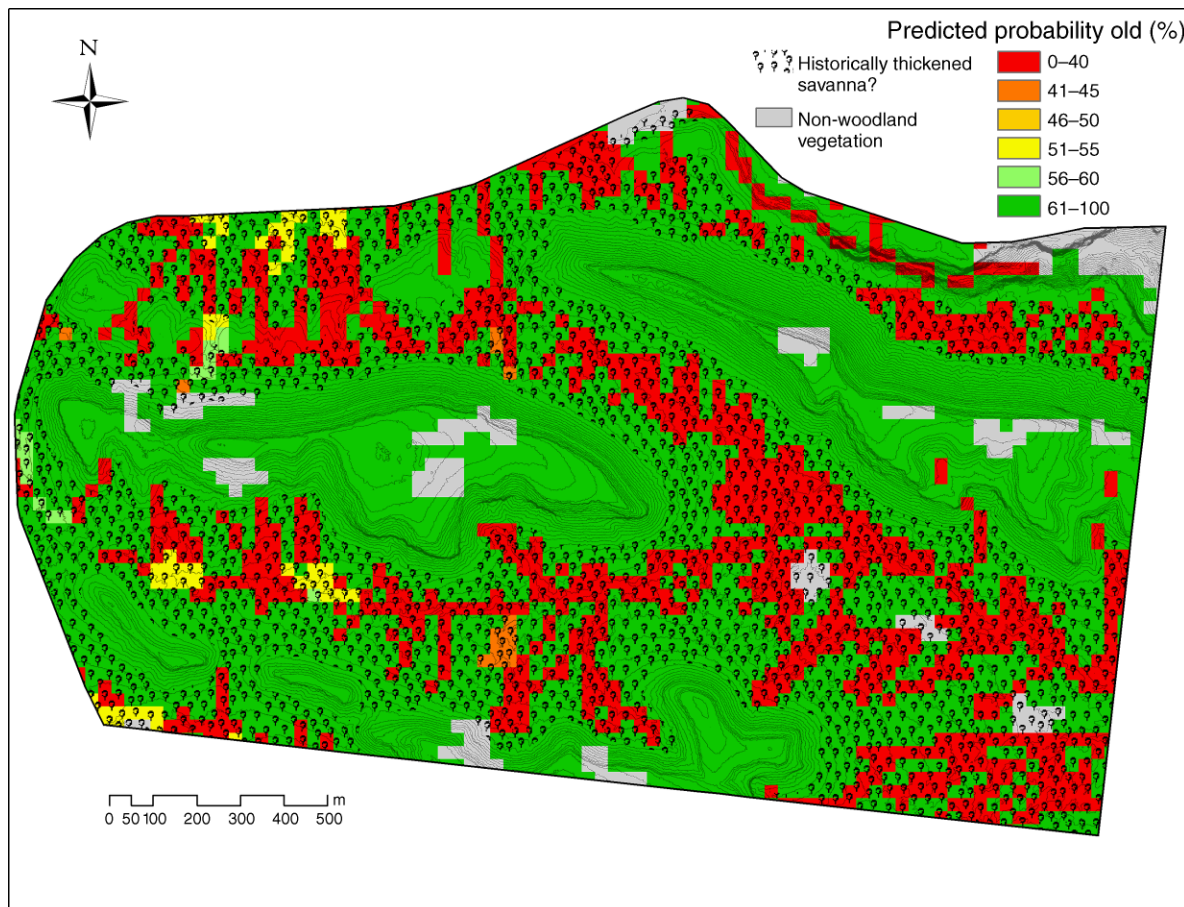 N
Predicted probability old (%)
Historically thickened
savanna?
Non-woodland
vegetation
0–40
41–45
46–50
51–55
56–60
61–100
m
0 50 100 200 300 400 500